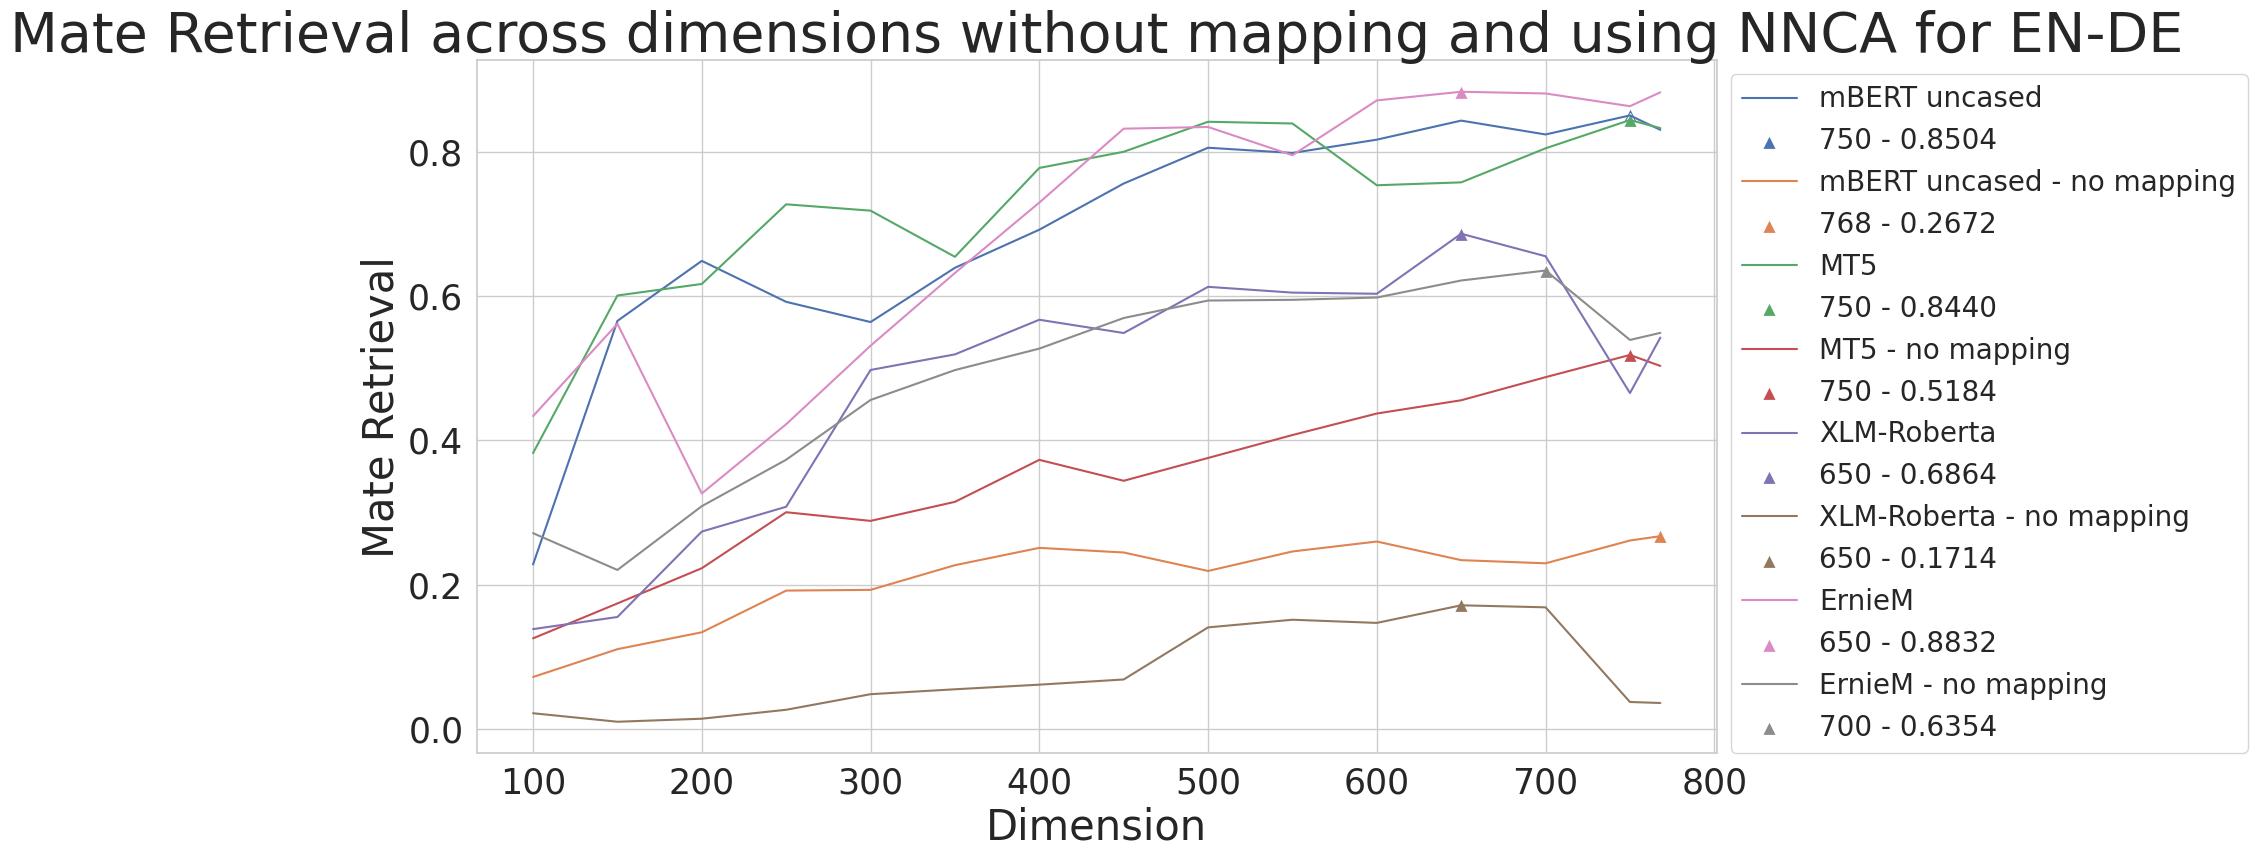 Mate Retrieval across dimensions without mapping and using NNCA for EN-DE
Mate Retrieval
0.8
0.6
0.4
0.2
0.0
100 200 300 400 500 600 700 800
Dimension
mBERT uncased
750 - 0.8504
mBERT uncased - no mapping
768 - 0.2672
MT5
750 - 0.8440
MT5 - no mapping
750 - 0.5184
XLM-Roberta
650 - 0.6864
XLM-Roberta - no mapping
650 - 0.1714
ErnieM
650 - 0.8832
ErnieM - no mapping
700 - 0.6354